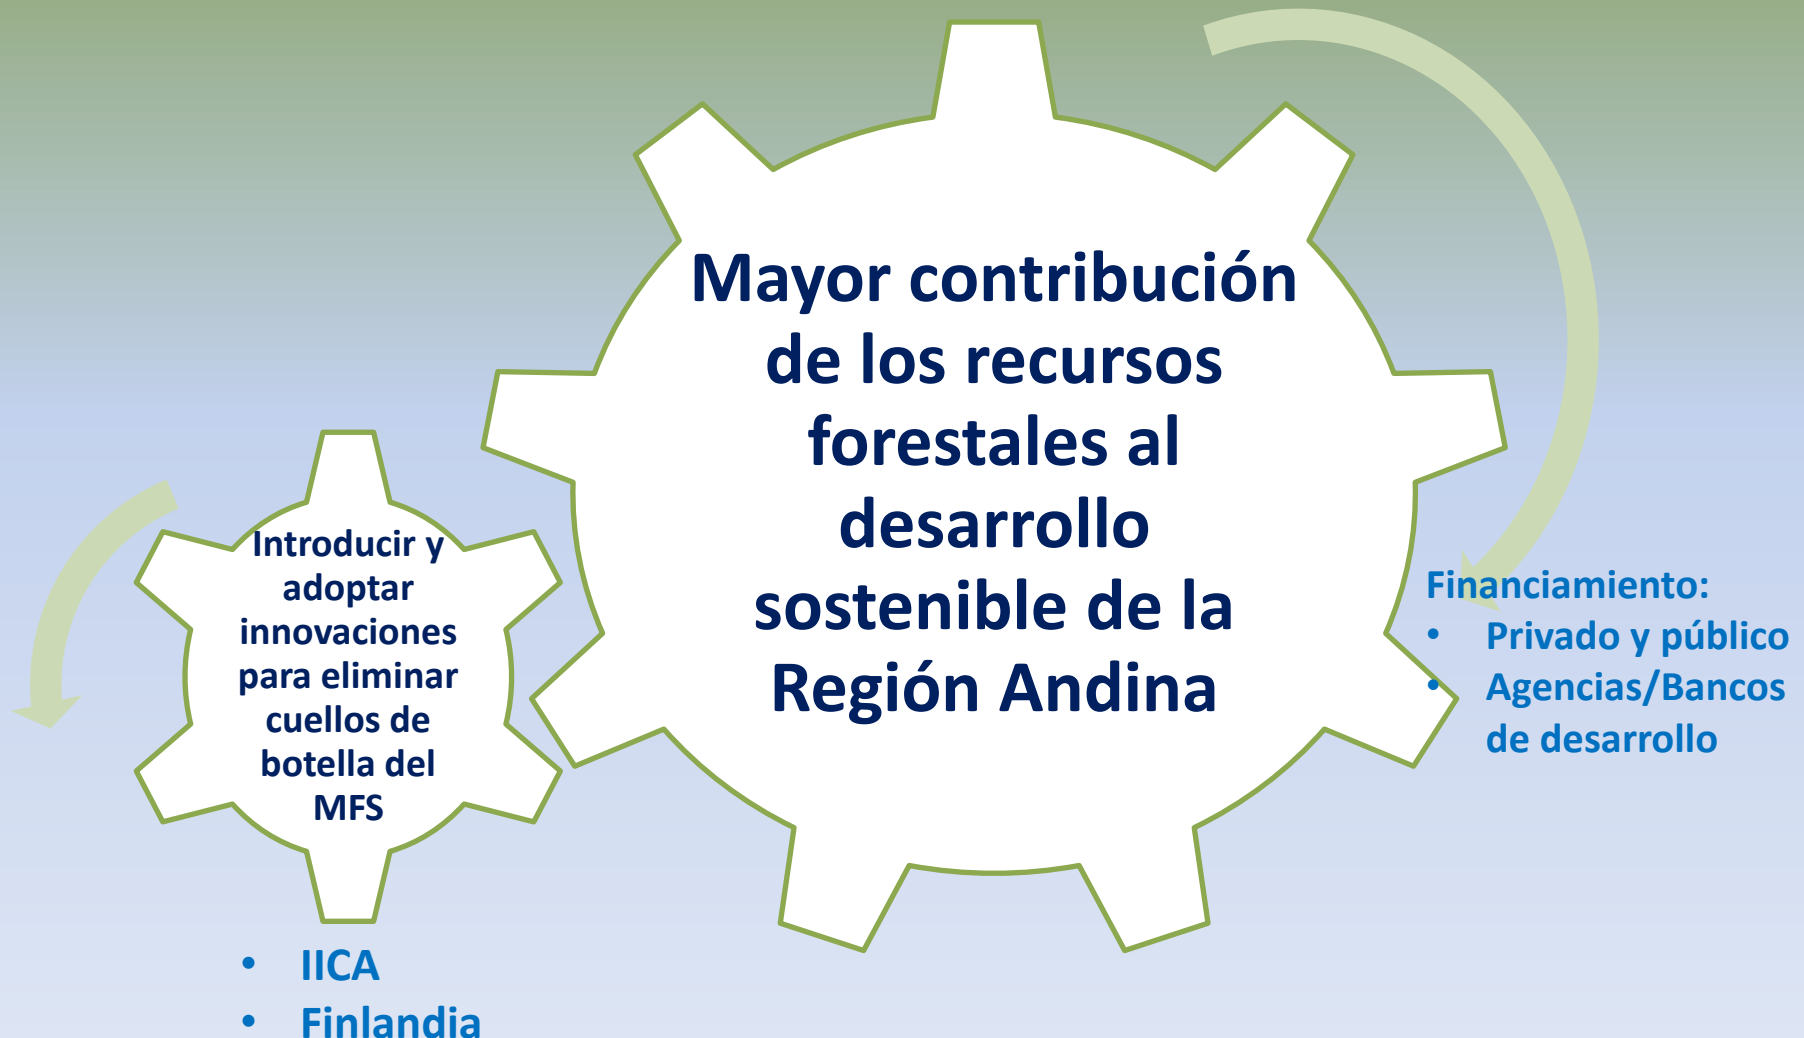 Mayor contribución
de los recursos
forestales al
desarrollo
sostenible de la
Región Andina
Introducir y
adoptar
innovaciones
para eliminar
cuellos de
botella del
MFS
Financiamiento:
• Privado y público
• Agencias/Bancos
de desarrollo
• IICA
• Finlandia